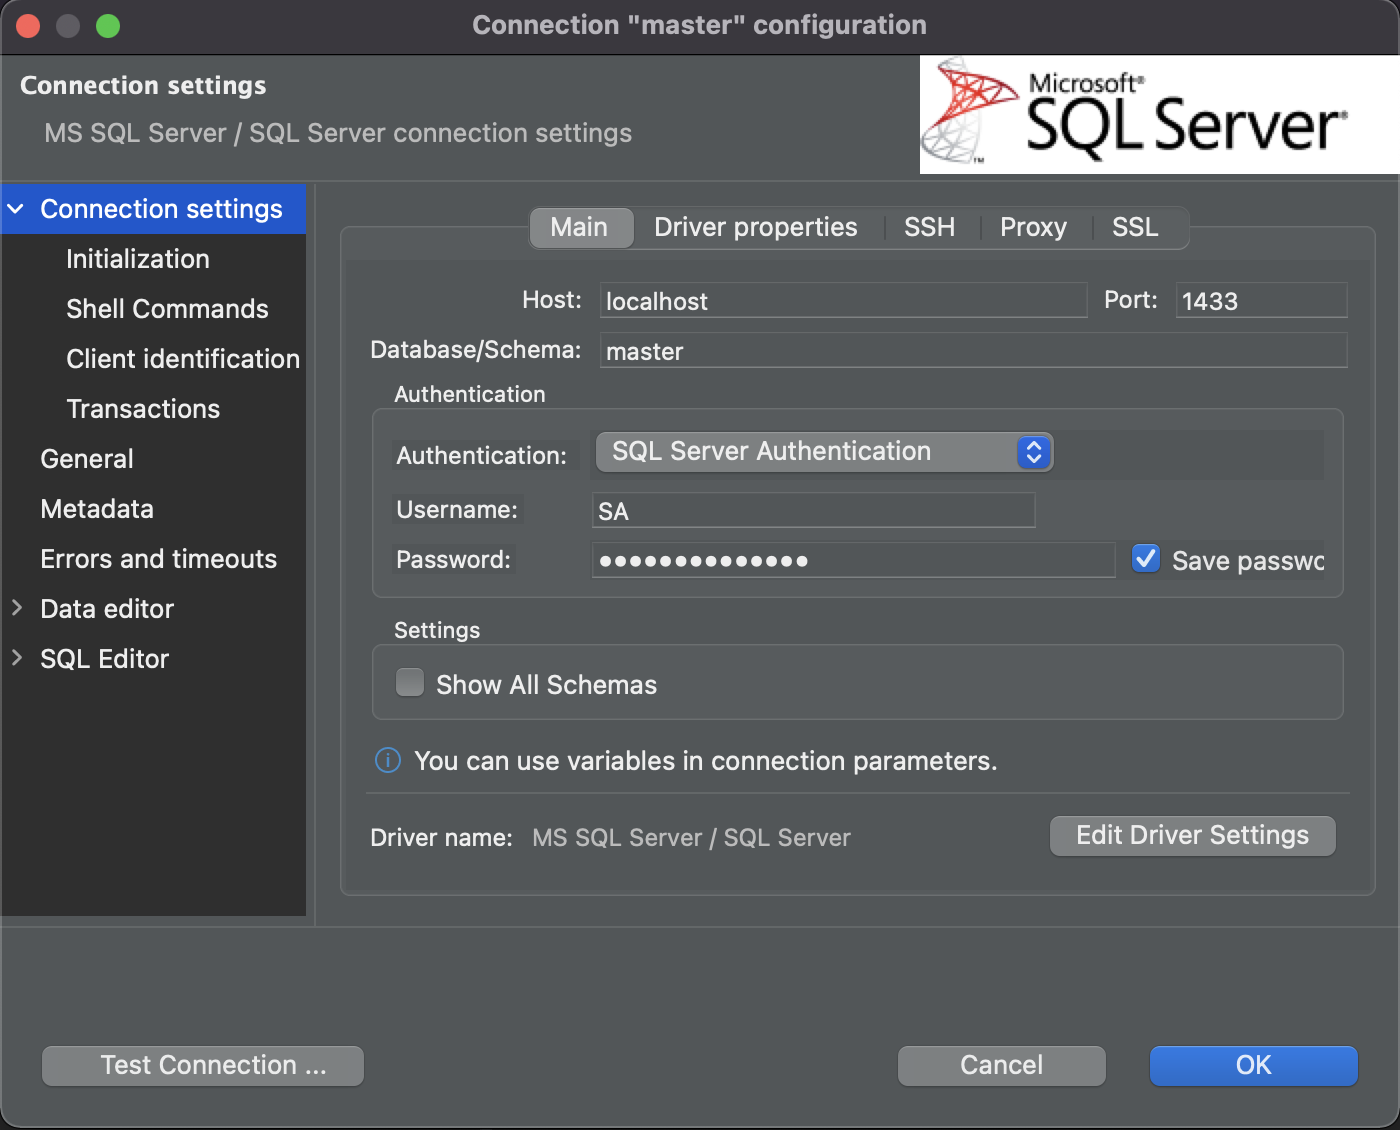 Connection "master" configuration
Connection settings
MS SQL Server / SQL Server connection settings
Microsoft®
SQL Server®
™
Connection settings
Initialization
Shell Commands
Client identification
Transactions
General
Metadata
Errors and timeouts
Data editor
SQL Editor
Main Driver properties SSH Proxy SSL
Host: localhost Port: 1433
Database/Schema: master
Authentication
Authentication: SQL Server Authentication
Username: SA
Password: •••••••••••••• Save passwo
Settings
Show All Schemas
You can use variables in connection parameters.
Driver name: MS SQL Server / SQL Server Edit Driver Settings
Test Connection ... Cancel OK